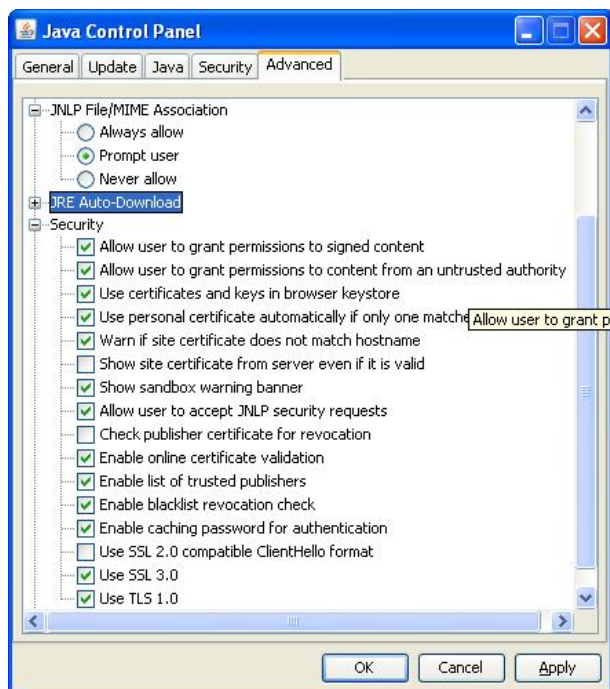 Java Control Panel
General Update Java Security Advanced
JNLP File/MIME Association
Always allow
Prompt user
Never allow
JRE Auto-Download
Security
Allow user to grant permissions to signed content
Allow user to grant permissions to content from an untrusted authority
Use certificates and keys in browser keystore
Use personal certificate automatically if only one matche
Allow user to grant p
Warn if site certificate does not match hostname
Show site certificate from server even if it is valid
Show sandbox warning banner
Allow user to accept JNLP security requests
Check publisher certificate for revocation
Enable online certificate validation
Enable list of trusted publishers
Enable blacklist revocation check
Enable caching password for authentication
Use SSL 2.0 compatible ClientHello format
Use SSL 3.0
Use TLS 1.0
OK Cancel Apply